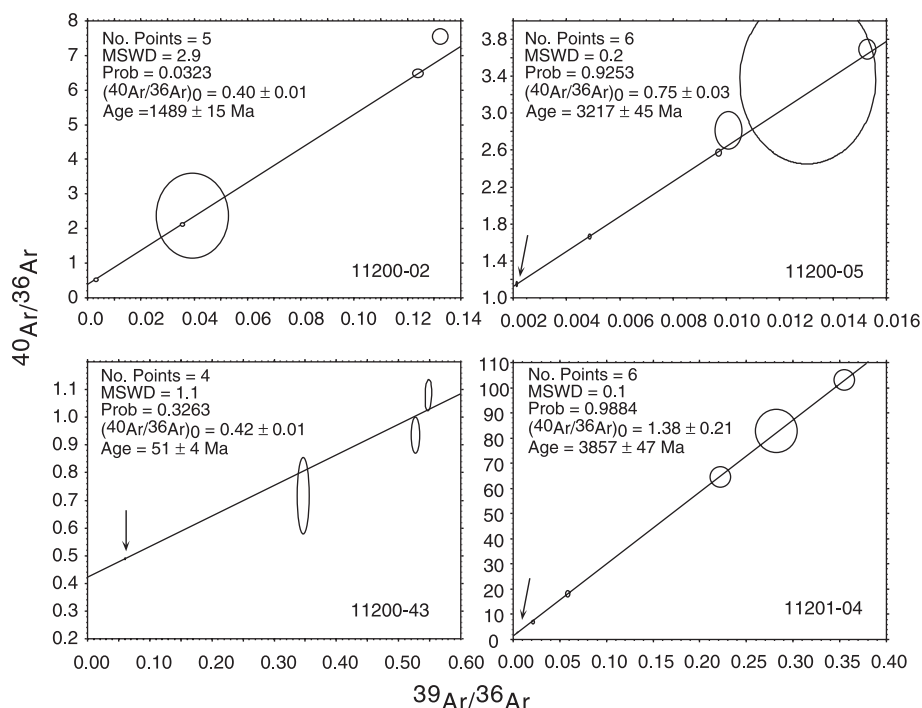 8
7
6
5
4
3
2
1
0
No. Points = 5
MSWD = 2.9
Prob = 0.0323
(⁴⁰Ar/³⁶Ar)₀ = 0.40 ± 0.01
Age =1489 ± 15 Ma
11200-02
0.0 0.02 0.04 0.06 0.08 0.10 0.12 0.14
3.8
3.4
3.0
2.6
2.2
1.8
1.4
1.0
No. Points = 6
MSWD = 0.2
Prob = 0.9253
(⁴⁰Ar/³⁶Ar)₀ = 0.75 ± 0.03
Age = 3217 ± 45 Ma
11200-05
0.002 0.004 0.006 0.008 0.010 0.012 0.014 0.016
⁴⁰Ar/³⁶Ar
1.1
1.0
0.9
0.8
0.7
0.6
0.5
0.4
0.3
0.2
No. Points = 4
MSWD = 1.1
Prob = 0.3263
(⁴⁰Ar/³⁶Ar)₀ = 0.42 ± 0.01
Age = 51 ± 4 Ma
11200-43
0.00 0.10 0.20 0.30 0.40 0.50 0.60
110
100
90
80
70
60
50
40
30
20
10
0
No. Points = 6
MSWD = 0.1
Prob = 0.9884
(⁴⁰Ar/³⁶Ar)₀ = 1.38 ± 0.21
Age = 3857 ± 47 Ma
11201-04
0.00 0.05 0.10 0.15 0.20 0.25 0.30 0.35 0.40
³⁹Ar/³⁶Ar